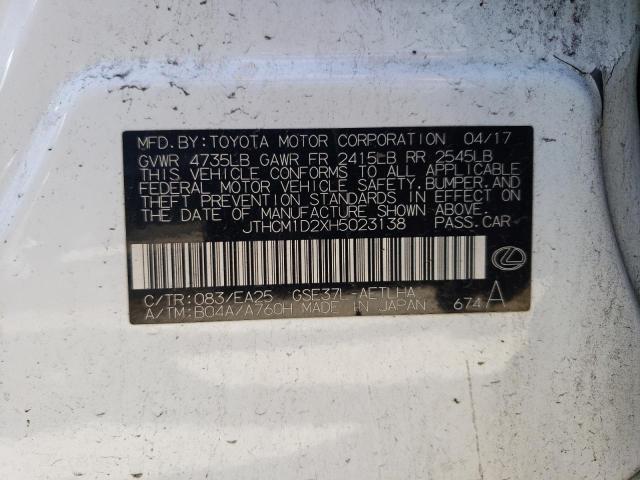 MFD.BY:TOYOTA MOTOR CORPORATION 04/17
GVWR 4735LB GAWR FR 2415LB RR 2545LB
THIS VEHICLE CONFORMS TO ALL APPLICABLE
FEDERAL MOTOR VEHICLE SAFETY,BUMPER,AND
THEFT PREVENTION STANDARDS IN EFFECT ON
THE DATE OF MANUFACTURE SHOWN ABOVE.
JTHCM1D2XH5023138 PASS.CAR
C/TR:083/EA25 GSE37L-AETLHA
A/TM:B04A/A760H MADE IN JAPAN 674A